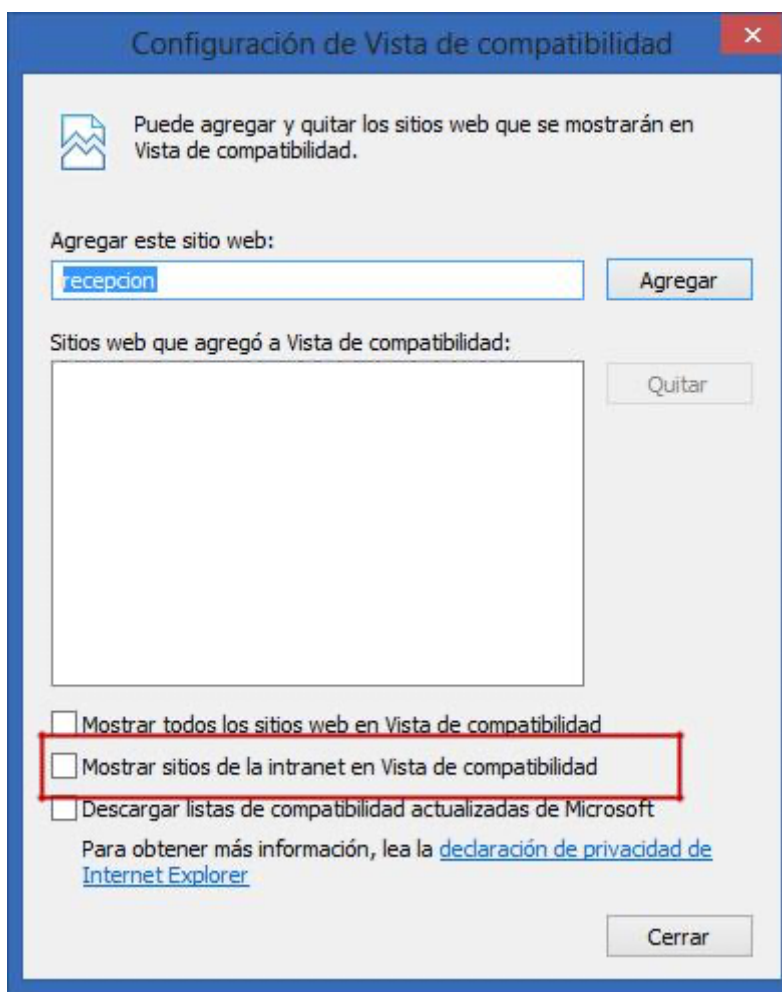 Configuración de Vista de compatibilidad
Puede agregar y quitar los sitios web que se mostrarán en
Vista de compatibilidad.
Agregar este sitio web:
recepcion
Agregar
Sitios web que agregó a Vista de compatibilidad:
Quitar
Mostrar todos los sitios web en Vista de compatibilidad
Mostrar sitios de la intranet en Vista de compatibilidad
Descargar listas de compatibilidad actualizadas de Microsoft
Para obtener más información, lea la declaración de privacidad de
Internet Explorer
Cerrar